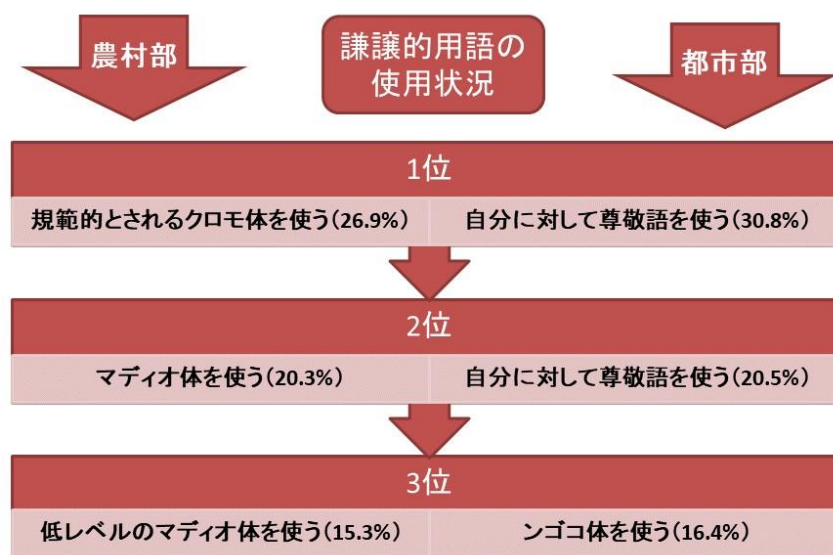 農村部
謙譲的用語の
使用状況
都市部
1位
規範的とされるクロモ体を使う(26.9%)
自分に対して尊敬語を使う(30.8%)
2位
マディオ体を使う(20.3%)
自分に対して尊敬語を使う(20.5%)
3位
低レベルのマディオ体を使う(15.3%)
ンゴコ体を使う(16.4%)